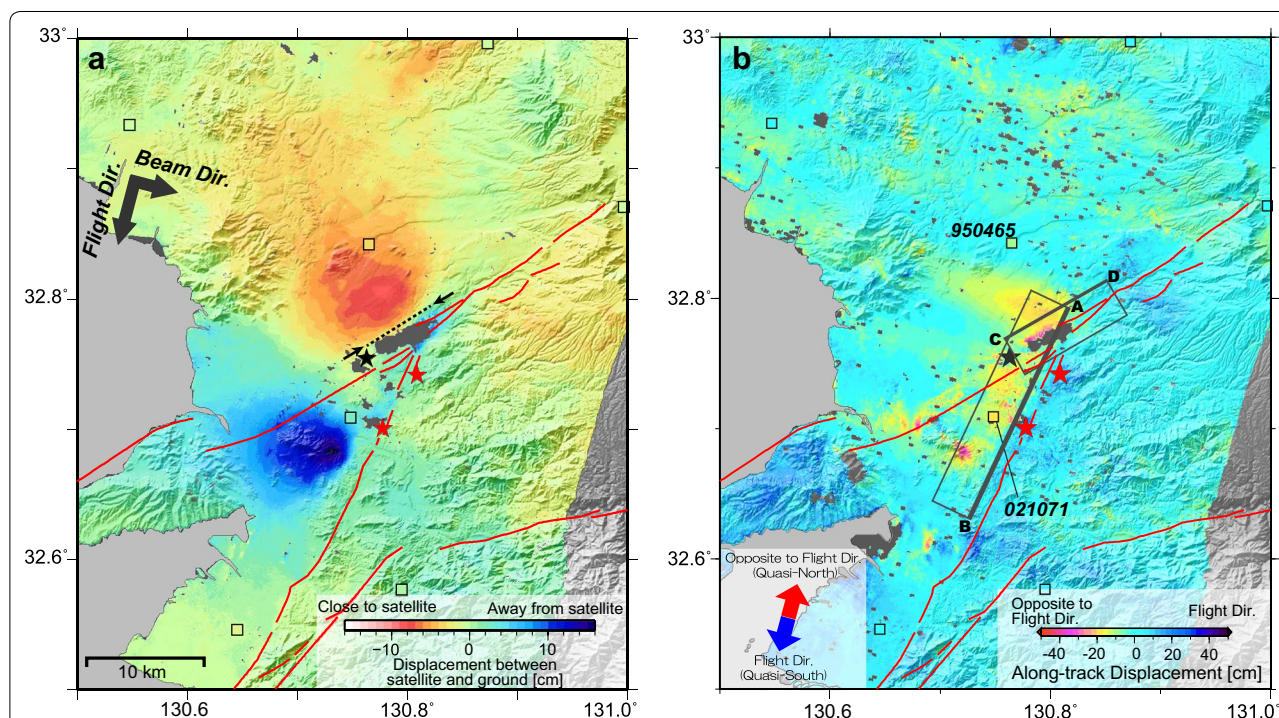 a
33°
32.8°
32.6°
Beam Dir.
Flight Dir.
Close to satellite
Away from satellite
−10
0
10
Displacement between
satellite and ground [cm]
10 km
130.6°
130.8°
131.0°
b
33°
32.8°
32.6°
950465
D
A
C
B
021071
Opposite to Flight Dir.
(Quasi-North)
Flight Dir.
(Quasi-South)
Opposite to
Flight Dir.
Flight Dir.
-40
-20
0
20
40
Along-track Displacement [cm]
130.6°
130.8°
131.0°